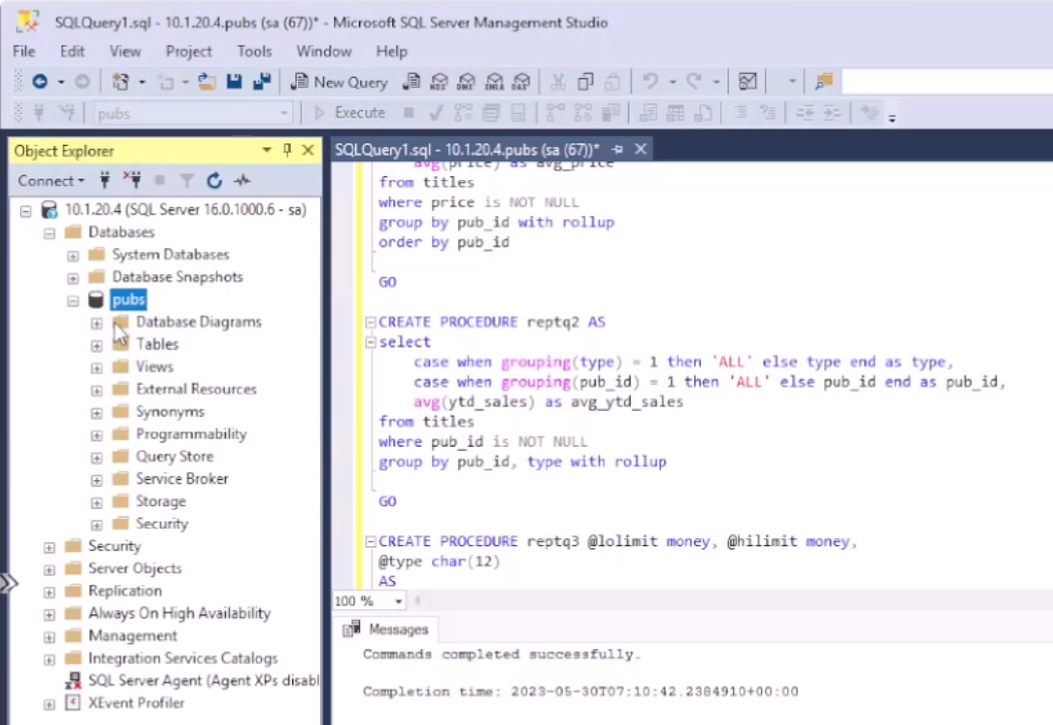 SQLQuery1.sql - 10.1.20.4.pubs (sa (67))* - Microsoft SQL Server Management Studio
File Edit View Project Tools Window Help
New Query MDX DMX XMLA DAX
pubs Execute
Object Explorer
Connect
10.1.20.4 (SQL Server 16.0.1000.6 - sa)
Databases
System Databases
Database Snapshots
pubs
Database Diagrams
Tables
Views
External Resources
Synonyms
Programmability
Query Store
Service Broker
Storage
Security
Security
Server Objects
Replication
Always On High Availability
Management
Integration Services Catalogs
SQL Server Agent (Agent XPs disabl
XEvent Profiler
SQLQuery1.sql - 10.1.20.4.pubs (sa (67))*
avg(price) as avg_price
from titles
where price is NOT NULL
group by pub_id with rollup
order by pub_id
GO
CREATE PROCEDURE reptq2 AS
select
case when grouping(type) = 1 then 'ALL' else type end as type,
case when grouping(pub_id) = 1 then 'ALL' else pub_id end as pub_id,
avg(ytd_sales) as avg_ytd_sales
from titles
where pub_id is NOT NULL
group by pub_id, type with rollup
GO
CREATE PROCEDURE reptq3 @lolimit money, @hilimit money,
@type char(12)
AS
100 %
Messages
Commands completed successfully.
Completion time: 2023-05-30T07:10:42.2384910+00:00